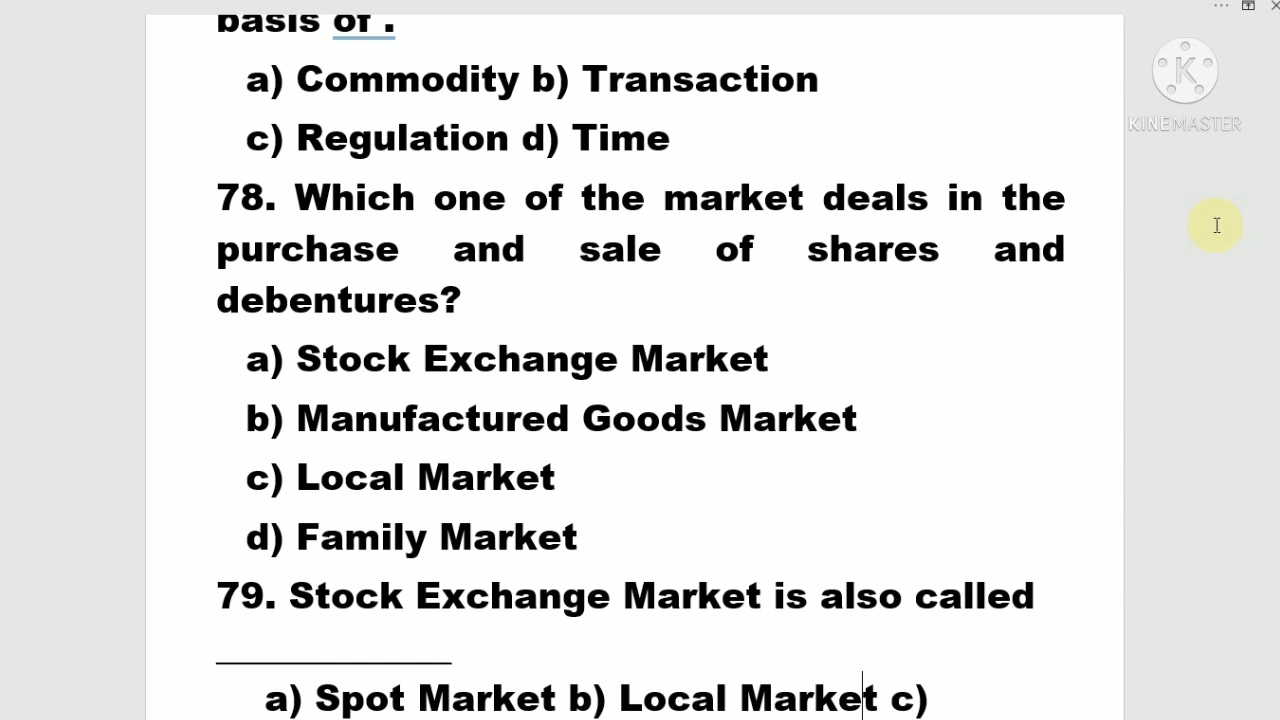 basis of .
a) Commodity b) Transaction
c) Regulation d) Time
78. Which one of the market deals in the
purchase and sale of shares and
debentures?
a) Stock Exchange Market
b) Manufactured Goods Market
c) Local Market
d) Family Market
79. Stock Exchange Market is also called
______________
a) Spot Market b) Local Market c)
K
KINEMASTER